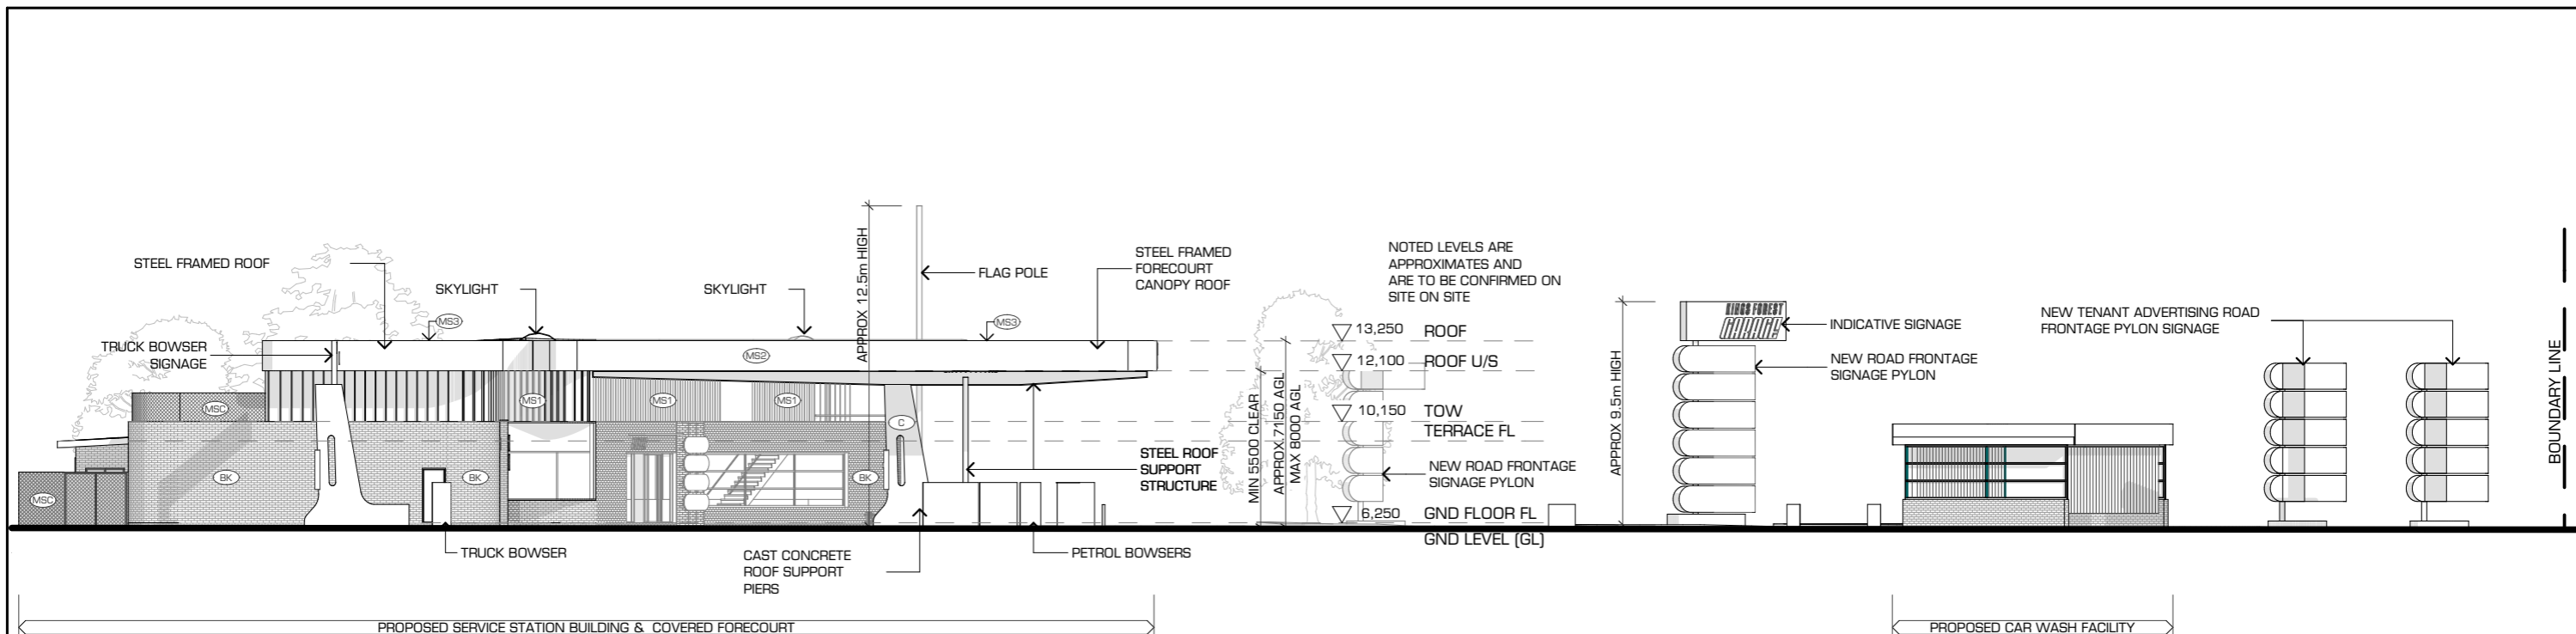 STEEL FRAMED ROOF
MS3
SKYLIGHT
SKYLIGHT
APPROX 12.5m HIGH
FLAG POLE
STEEL FRAMED
FORECOURT
CANOPY ROOF
MS3
TRUCK BOWSER
SIGNAGE
MS2
MSC
MS1
MS1
MS1
C
BK
BK
BK
MSC
STEEL ROOF
SUPPORT
STRUCTURE
TRUCK BOWSER
CAST CONCRETE
ROOF SUPPORT
PIERS
PETROL BOWSERS
MIN 5500 CLEAR
APPROX. 7150 AGL
MAX 8000 AGL
NOTED LEVELS ARE
APPROXIMATES AND
ARE TO BE CONFIRMED ON
SITE ON SITE
13,250 ROOF
12,100 ROOF U/S
10,150 TOW
TERRACE FL
NEW ROAD FRONTAGE
SIGNAGE PYLON
6,250 GND FLOOR FL
GND LEVEL (GL)
APPROX 9.5m HIGH
KINGS FOREST
GARAGE
INDICATIVE SIGNAGE
NEW ROAD FRONTAGE
SIGNAGE PYLON
NEW TENANT ADVERTISING ROAD
FRONTAGE PYLON SIGNAGE
BOUNDARY LINE
PROPOSED SERVICE STATION BUILDING & COVERED FORECOURT
PROPOSED CAR WASH FACILITY